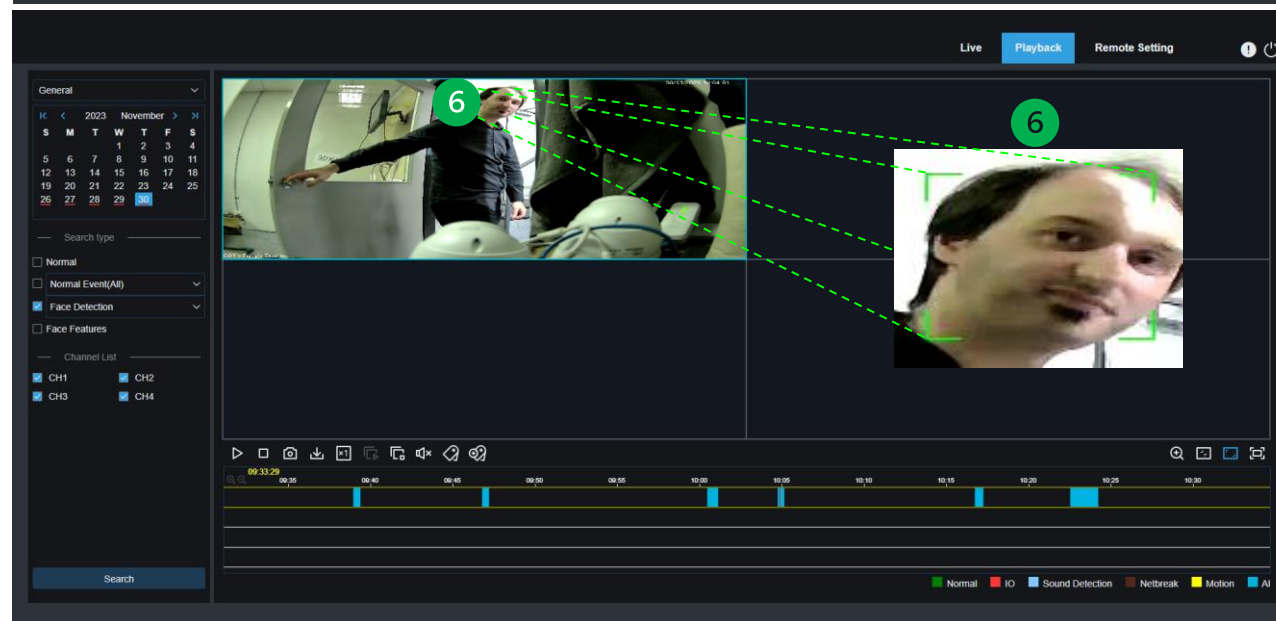 Live Playback Remote Setting
General
2023 November
S M T W T F S
1 2 3 4
5 6 7 8 9 10 11
12 13 14 15 16 17 18
19 20 21 22 23 24 25
26 27 28 29 30
Search type
Normal
Normal Event(All)
Face Detection
Face Features
Channel List
CH1 CH2
CH3 CH4
Search
6
6
×1
09:33:29
09:35 09:40 09:45 09:50 09:55 10:00 10:05 10:10 10:15 10:20 10:25 10:30
Normal IO Sound Detection Netbreak Motion AI